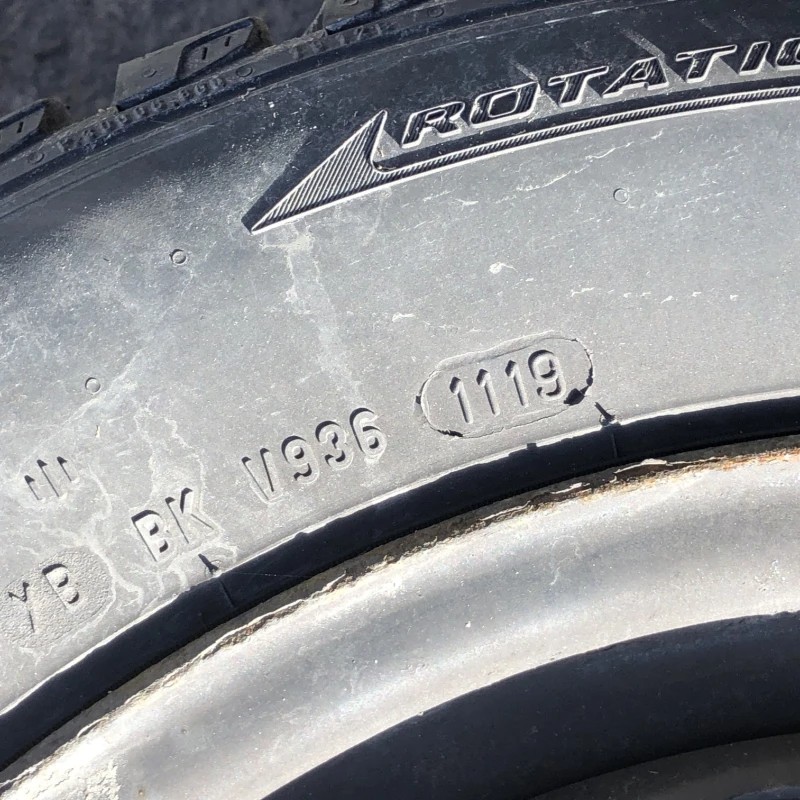 ROTATIO
1119
V936
BK
YB